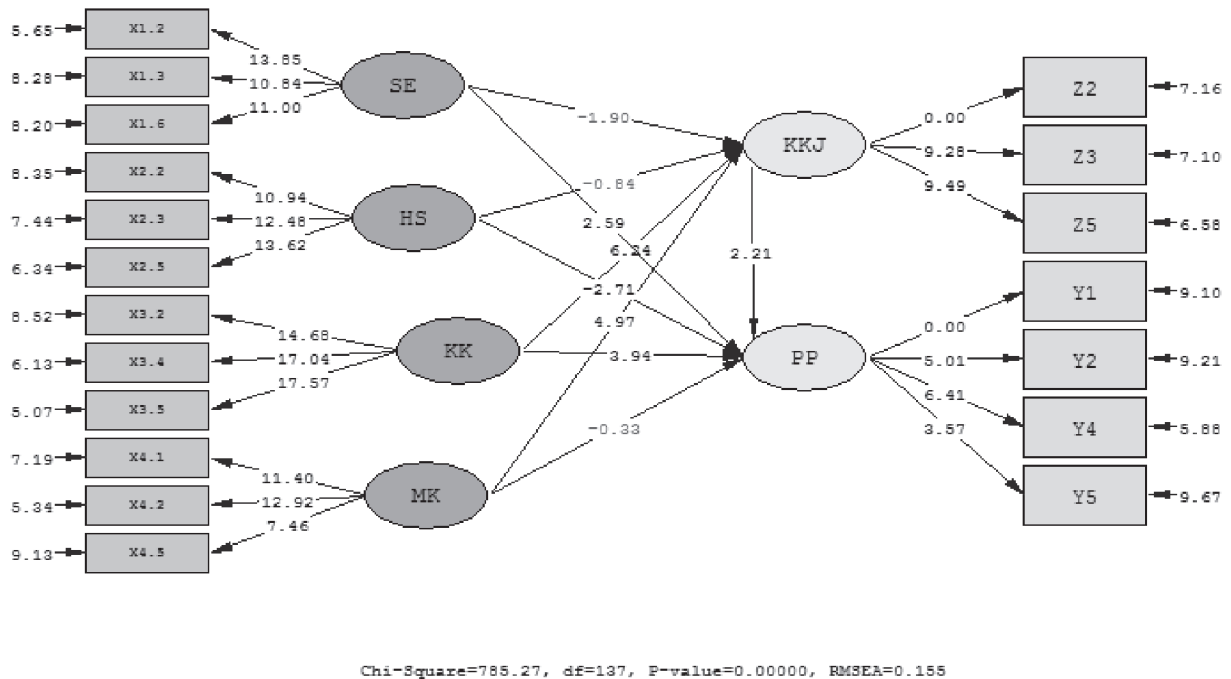 5.65 X1.2
13.85
8.28 X1.3
10.84
SE
11.00
8.20 X1.6
8.35 X2.2
10.94
7.44 X2.3
12.48
HS
13.62
6.34 X2.5
8.52 X3.2
14.68
6.13 X3.4
17.04
KK
17.57
5.07 X3.5
7.19 X4.1
11.40
5.34 X4.2
12.92
MK
7.46
9.13 X4.5
-1.90
-0.84
2.59
6.24
-2.71
4.97
3.94
-0.33
KKJ
2.21
PP
0.00
Z2 7.16
9.28
Z3 7.10
9.49
Z5 6.58
0.00
Y1 9.10
5.01
Y2 9.21
6.41
Y4 5.88
3.57
Y5 9.67
Chi-Square=785.27, df=137, P-value=0.00000, RMSEA=0.155